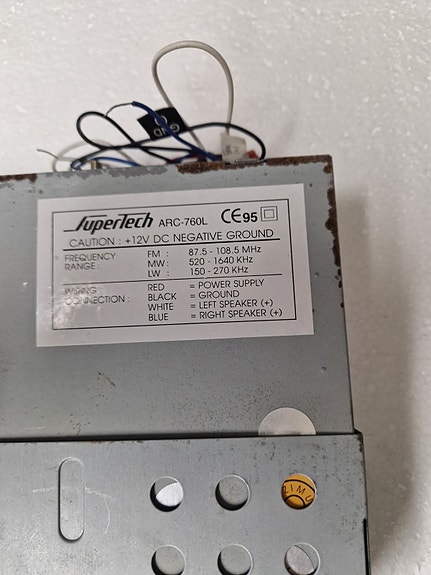 GND
SuperTech ARC-760L CE95
CAUTION : +12V DC NEGATIVE GROUND
FREQUENCY RANGE : FM : 87.5 - 108.5 MHz
MW : 520 - 1640 KHz
LW : 150 - 270 KHz
WIRING CONNECTION : RED = POWER SUPPLY
BLACK = GROUND
WHITE = LEFT SPEAKER (+)
BLUE = RIGHT SPEAKER (+)
ZIMU